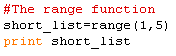 #The range function
short_list=range(1,5)
print short_list